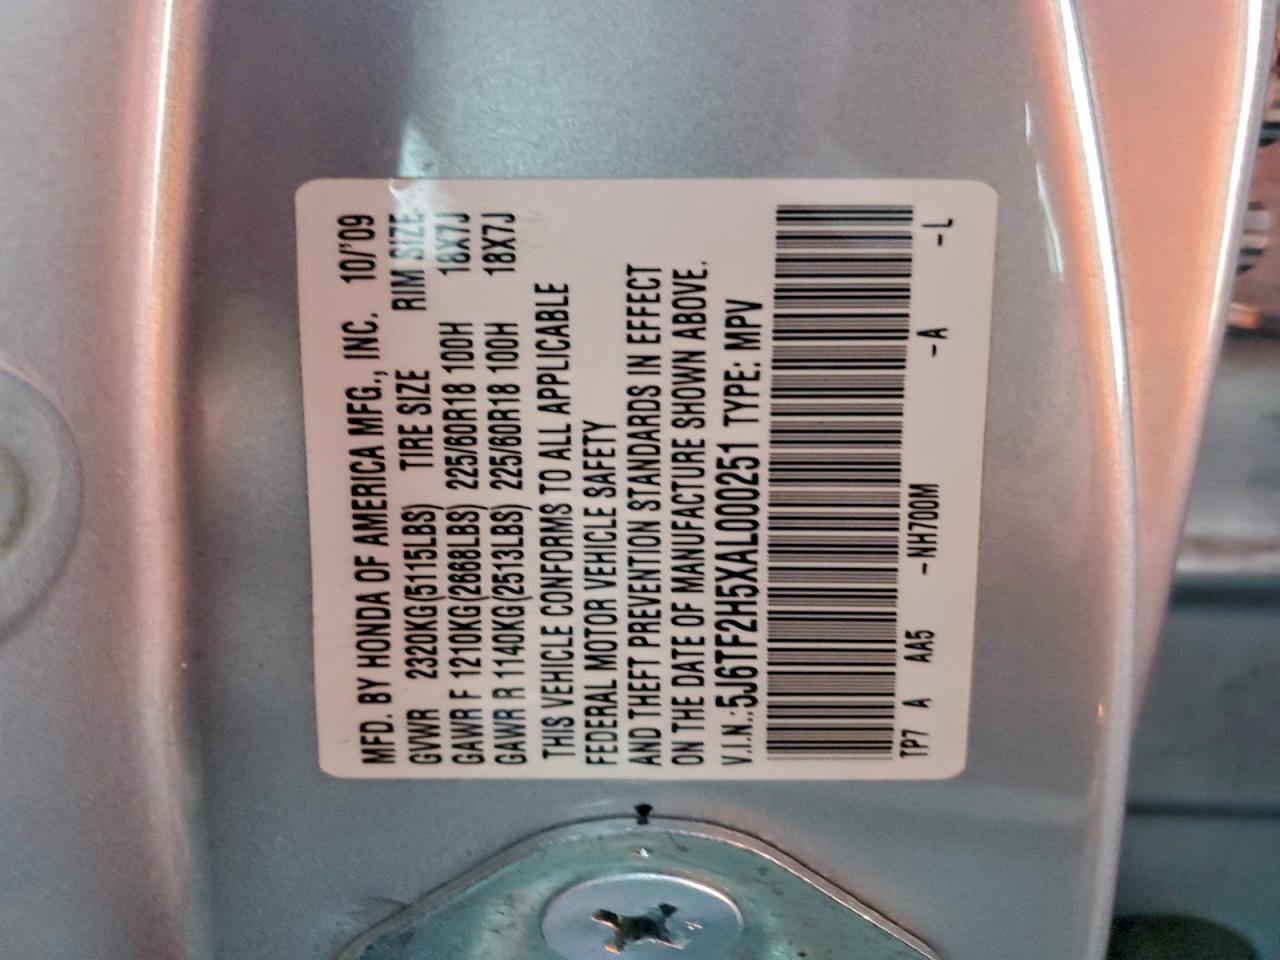 MFD. BY HONDA OF AMERICA MFG., INC. 10/'09
GVWR 2320KG(5115LBS) TIRE SIZE RIM SIZE
GAWR F 1210KG(2668LBS) 225/60R18 100H 18X7J
GAWR R 1140KG(2513LBS) 225/60R18 100H 18X7J
THIS VEHICLE CONFORMS TO ALL APPLICABLE
FEDERAL MOTOR VEHICLE SAFETY
AND THEFT PREVENTION STANDARDS IN EFFECT
ON THE DATE OF MANUFACTURE SHOWN ABOVE.
V.I.N.:5J6TF2H5XAL000251 TYPE: MPV
TP7 A AA5 -NH700M -A -L